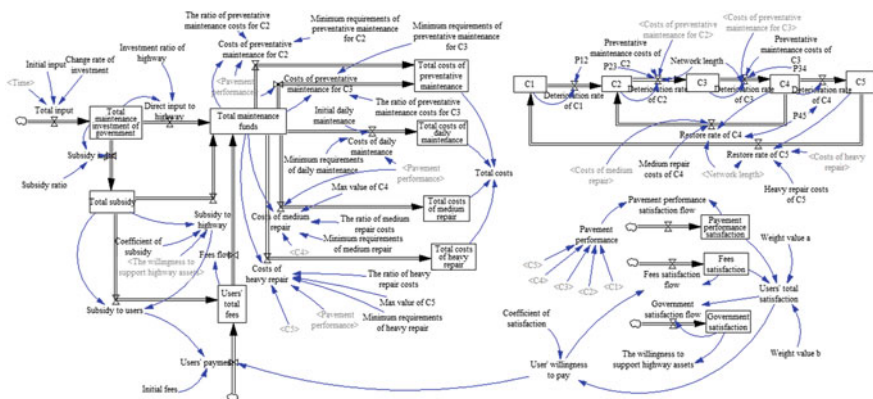 The ratio of preventative
maintenance costs for C2
Minimum requirements of
preventative maintenance
for C2
Costs of preventative
maintenance for C2
Minimum requirements of
preventative maintenance
for C3
Initial input
Change rate of
investment
Investment ratio of
highway
<Time>
Total input
Total
maintenance
investment of
government
Direct input to
highway
Subsidy
Subsidy ratio
Total subsidy
Total maintenance
funds
<Pavement
performance>
Costs of preventative
maintenance for C3
Total costs of
preventative
maintenance
The ratio of preventative
maintenance costs for C3
Initial daily
maintenance
Total costs of daily
maintenance
Costs of daily
maintenance
Minimum requirements
of daily maintenance
<Pavement
performance>
Total costs
Max value of C4
Total costs
of medium
repair
Costs of medium
repair
The ratio of medium
repair costs
Minimum requirements
of medium repair
<C4>
Total costs of
heavy repair
Costs of
heavy repair
The ratio of heavy
repair costs
Max value of C5
Minimum requirements
of heavy repair
<Pavement
performance>
<C5>
Subsidy to
highway
Coefficient of
subsidy
<The willingness to
support highway assets>
Fees flow
Users'
total
fees
Subsidy to users
Users' payment
Initial fees
<Costs of preventative
maintenance for C2>
<Costs of preventative
maintenance for C3>
P12
Preventative
maintenance costs of
C2
P23
Network length
Preventative
maintenance costs of
C3
P34
C1
C2
C3
C4
C5
Deterioration rate
of C1
Deterioration rate
of C2
Deterioration rate
of C3
Deterioration rate
of C4
P45
Restore rate of C4
<Costs of medium
repair>
Medium repair
costs of C4
<Network length>
Restore rate of
C5
<Costs of heavy
repair>
Heavy repair
costs of C5
Pavement performance
satisfaction flow
Pavement
performance
Pavement
performance
satisfaction
<C5>
<C4>
<C3>
<C2>
<C1>
Fees satisfaction
flow
Fees
satisfaction
Weight value a
Users' total
satisfaction
Government
satisfaction flow
Government
satisfaction
Coefficient of
satisfaction
The willingness to
support highway assets
Weight value b
User' willingness
to pay